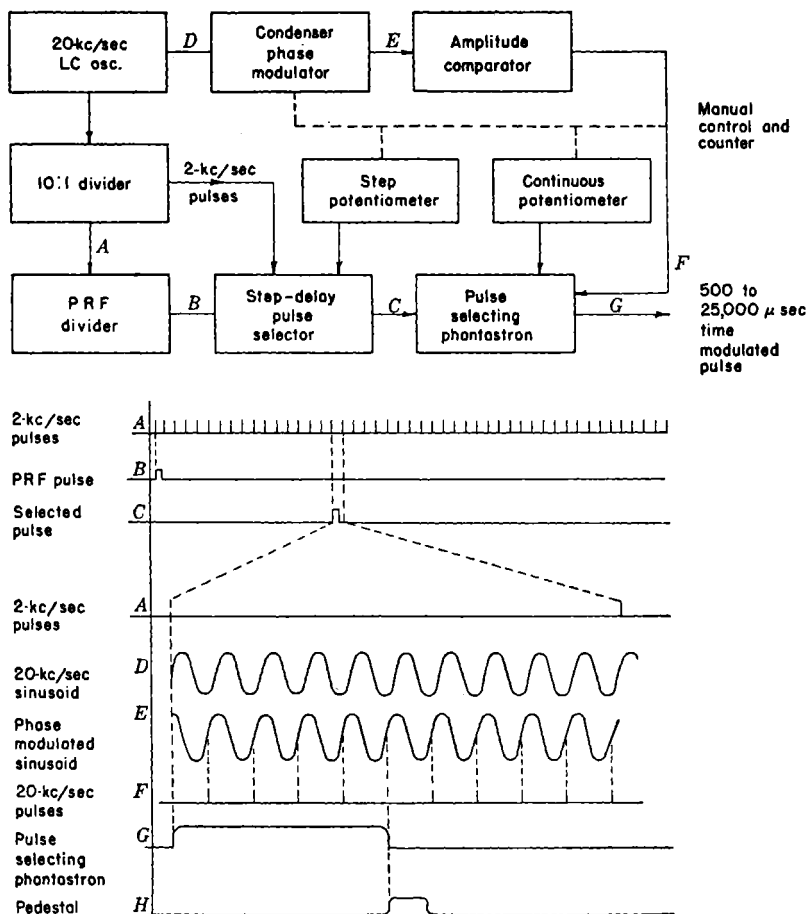 20-kc/sec
LC osc.
D
Condenser
phase
modulator
E
Amplitude
comparator
Manual
control and
counter
10:1 divider
2-kc/sec
pulses
Step
potentiometer
Continuous
potentiometer
A
F
PRF
divider
B
Step-delay
pulse
selector
C
Pulse
selecting
phantastron
G
500 to
25,000 μ sec
time
modulated
pulse
2-kc/sec
pulses
A
PRF pulse
B
Selected
pulse
C
2-kc/sec
pulses
A
20-kc/sec
sinusoid
D
Phase
modulated
sinusoid
E
20-kc/sec
pulses
F
Pulse
selecting
phantastron
G
Pedestal
H